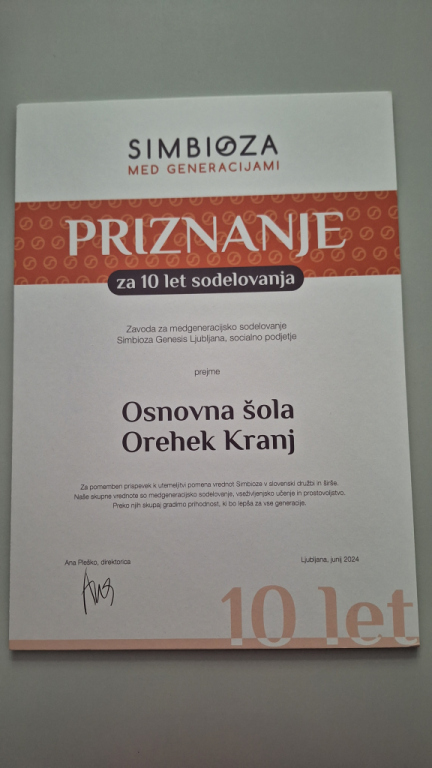 SIMBIOZA
MED GENERACIJAMI
PRIZNANJE
za 10 let sodelovanja
Zavoda za medgeneracijsko sodelovanje
Simbioza Genesis Ljubljana, socialno podjetje
prejme
Osnovna šola
Orehek Kranj
Za pomemben prispevek k utemeljitvi pomena vrednot Simbioze v slovenski družbi in širše.
Naše skupne vrednote so medgeneracijsko sodelovanje, vseživljenjsko učenje in prostovoljstvo.
Preko njih skupaj gradimo prihodnost, ki bo lepša za vse generacije.
Ana Pleško, direktorica
Ljubljana, junij 2024
Ana
10 let